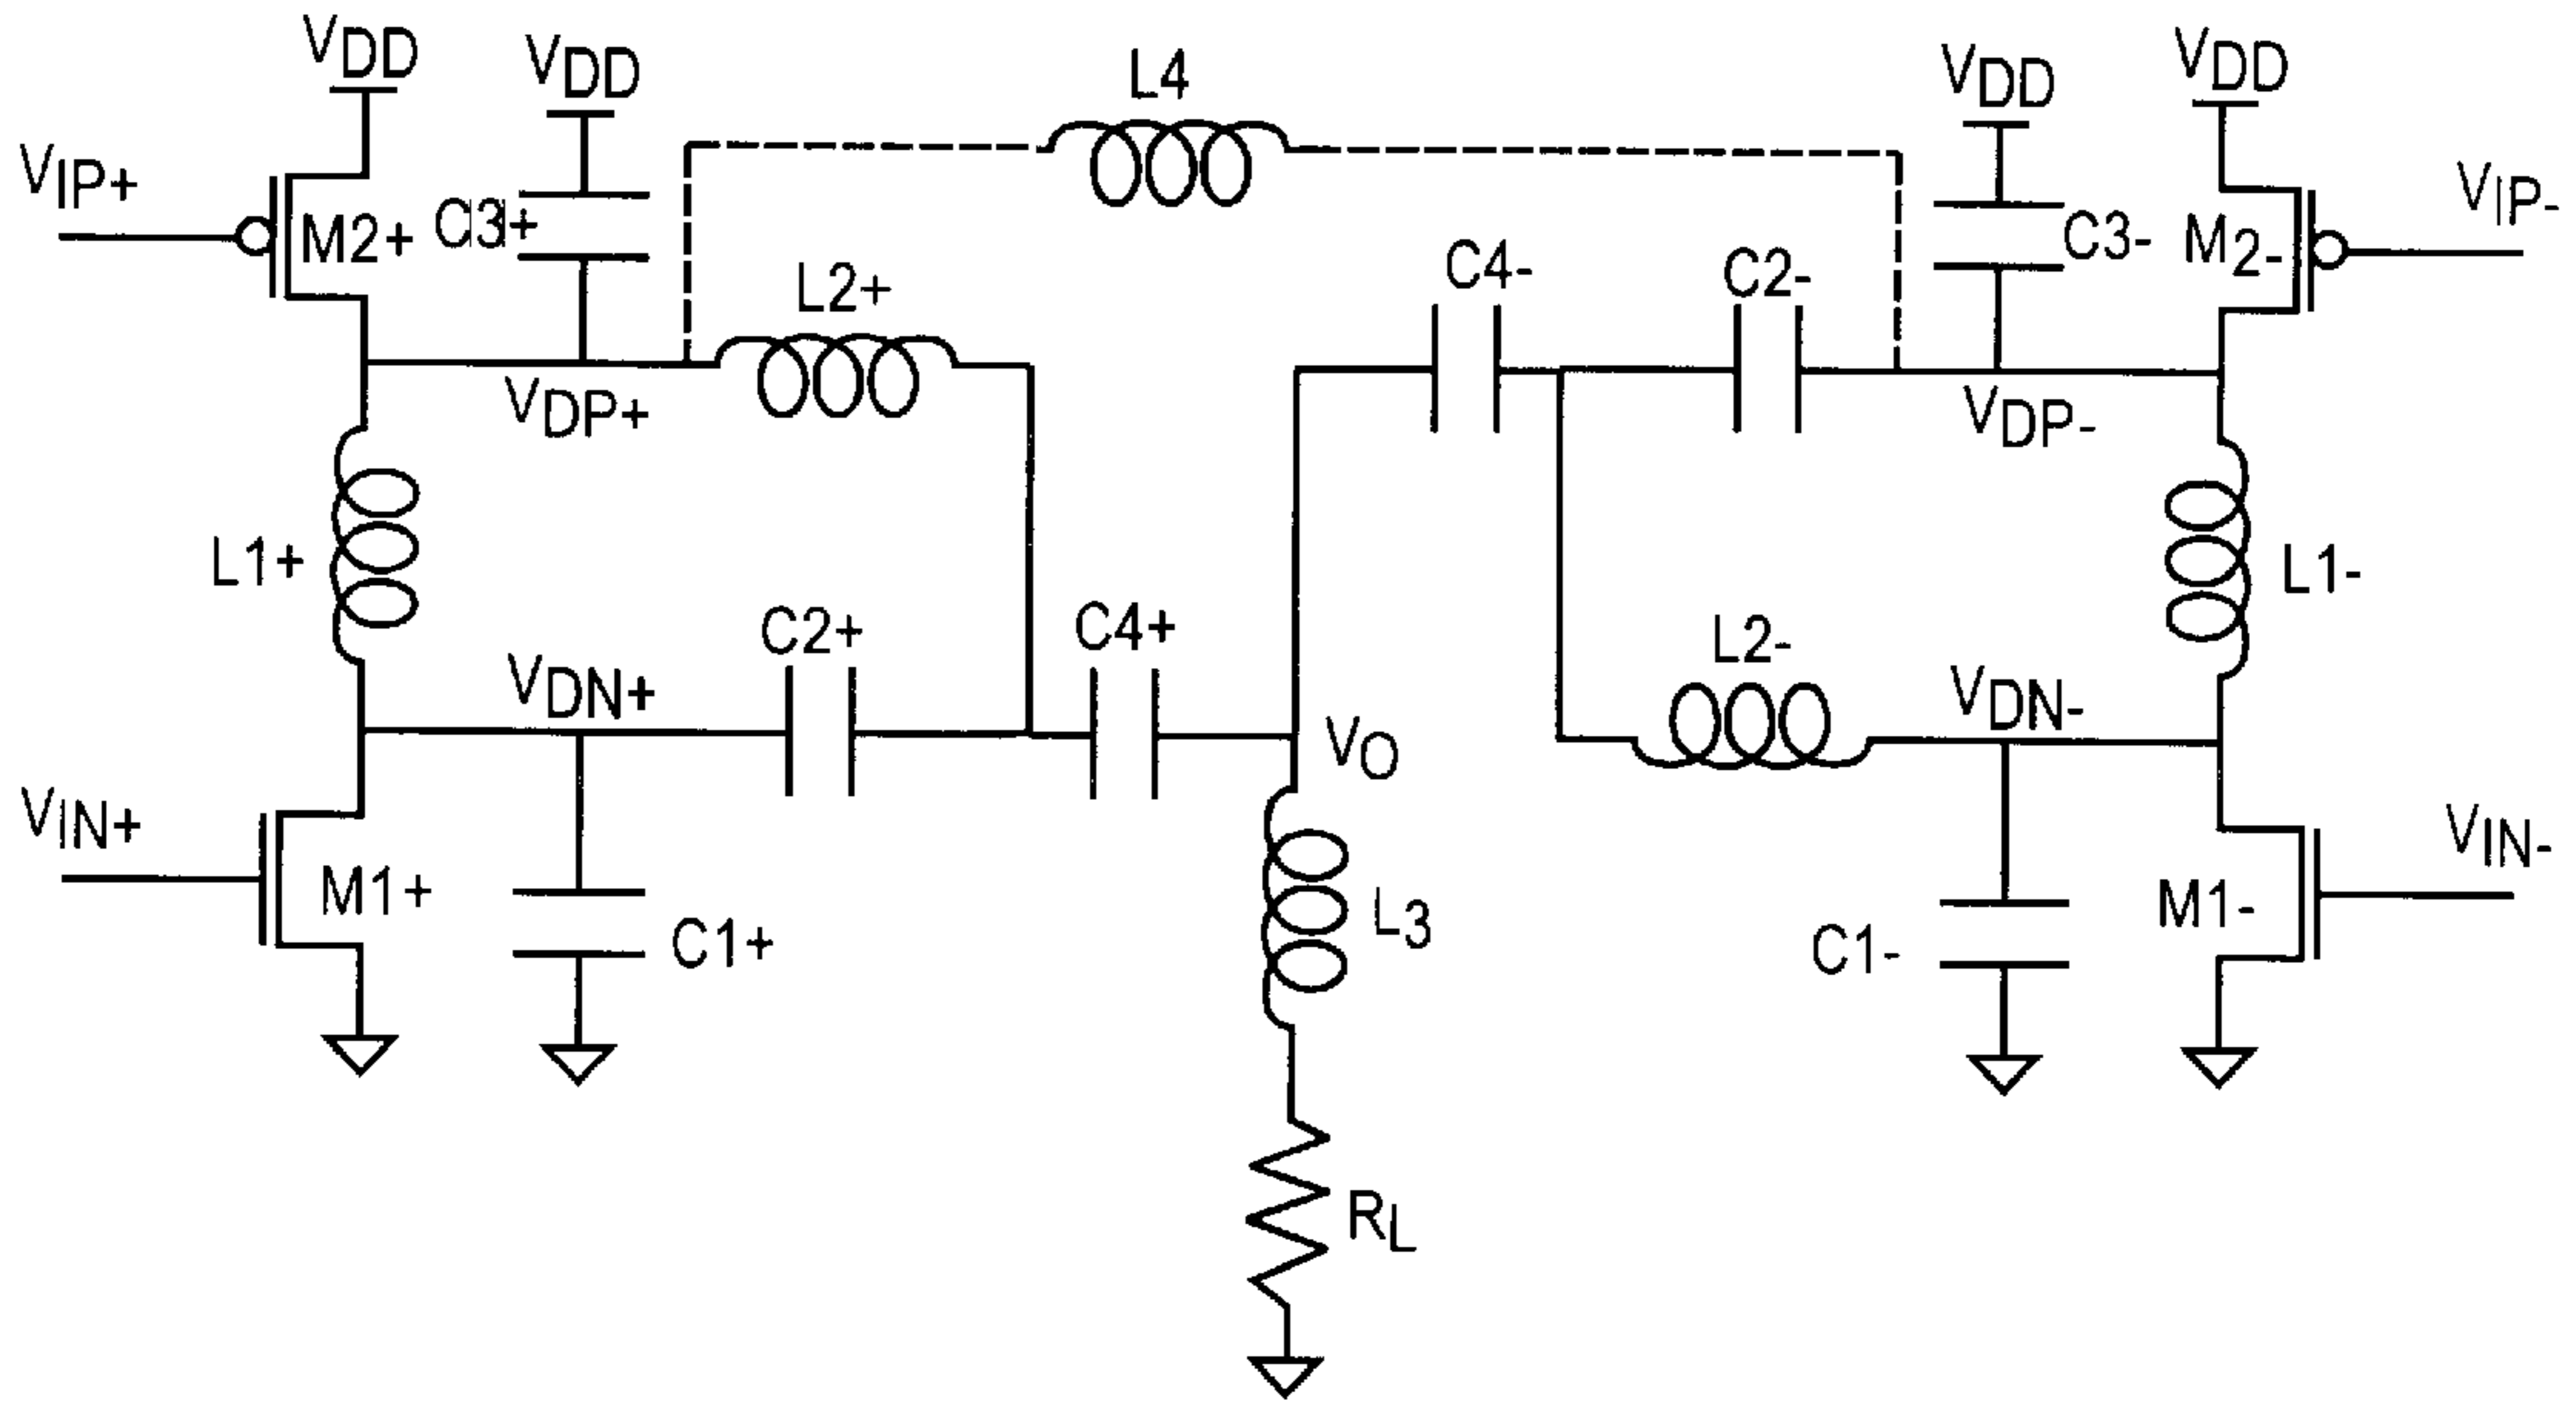 VDD
VDD
L4
VDD
VDD
VIP+
M2+
C3+
L2+
C4-
C2-
C3-
M2-
VIP-
VDP+
VDP-
L1+
L1-
C2+
C4+
L2-
VDN+
VO
VDN-
VIN+
M1+
C1+
L3
C1-
M1-
VIN-
RL